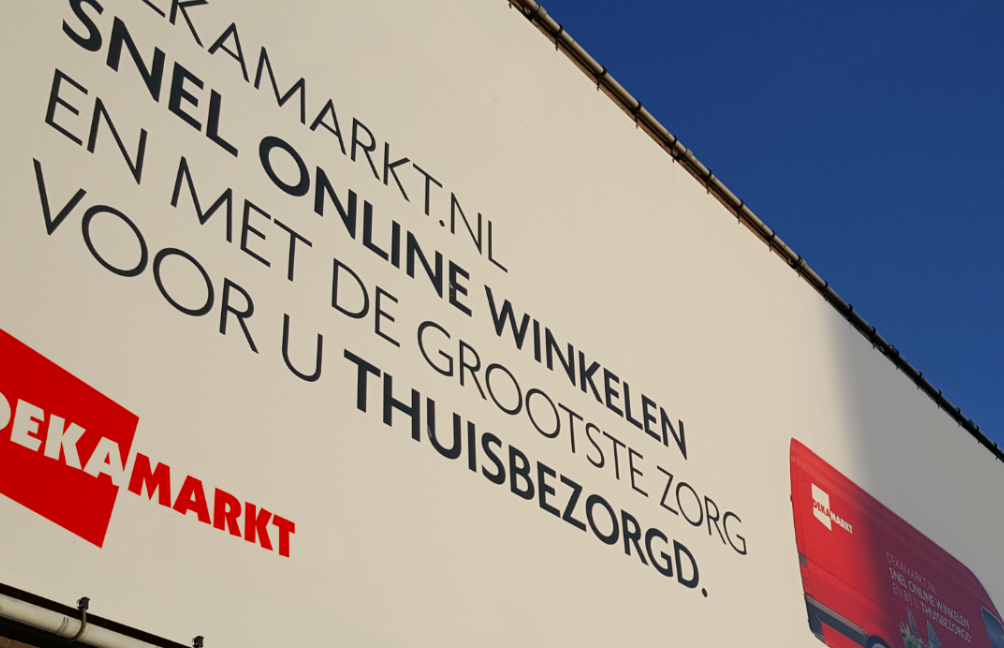 EKAMARKT.NL
SNEL ONLINE WINKELEN
EN MET DE GROOTSTE ZORG
VOOR U THUISBEZORGD.
DEKAMARKT
DEKAMARKT
DEKAMARKT.NL
SNEL ONLINE WINKELEN
EN BIJ U THUISBEZORGD